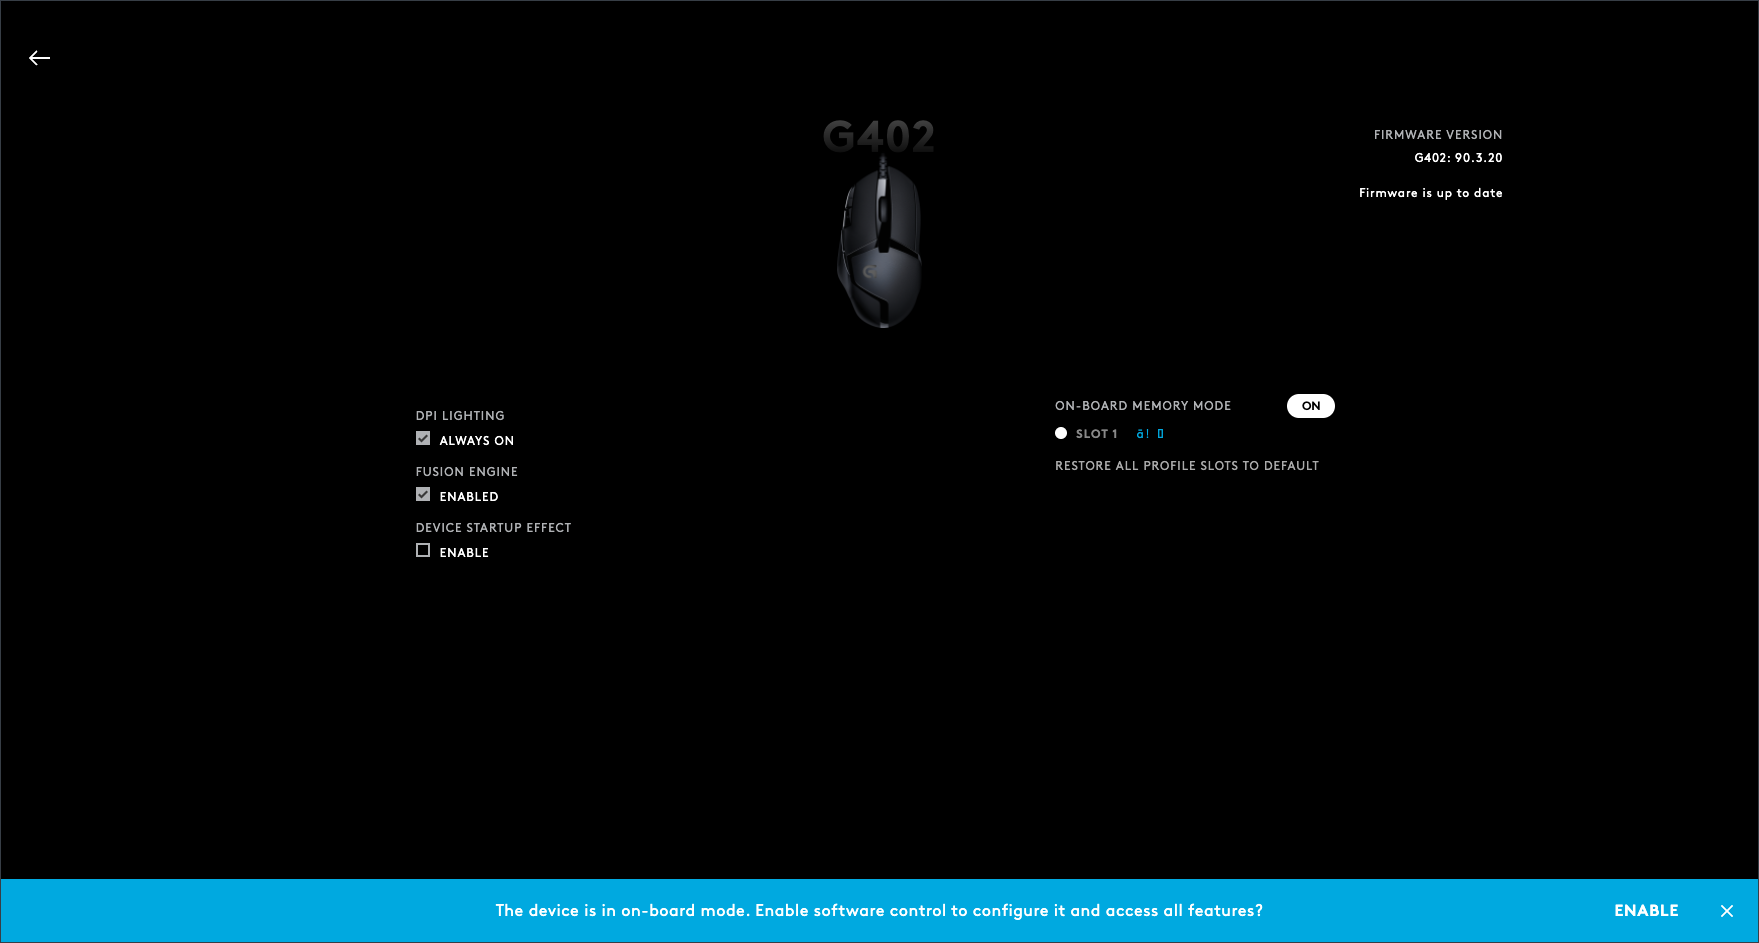 G402
FIRMWARE VERSION
G402: 90.3.20
Firmware is up to date
DPI LIGHTING
ALWAYS ON
FUSION ENGINE
ENABLED
DEVICE STARTUP EFFECT
ENABLE
ON-BOARD MEMORY MODE ON
SLOT 1
RESTORE ALL PROFILE SLOTS TO DEFAULT
The device is in on-board mode. Enable software control to configure it and access all features? ENABLE